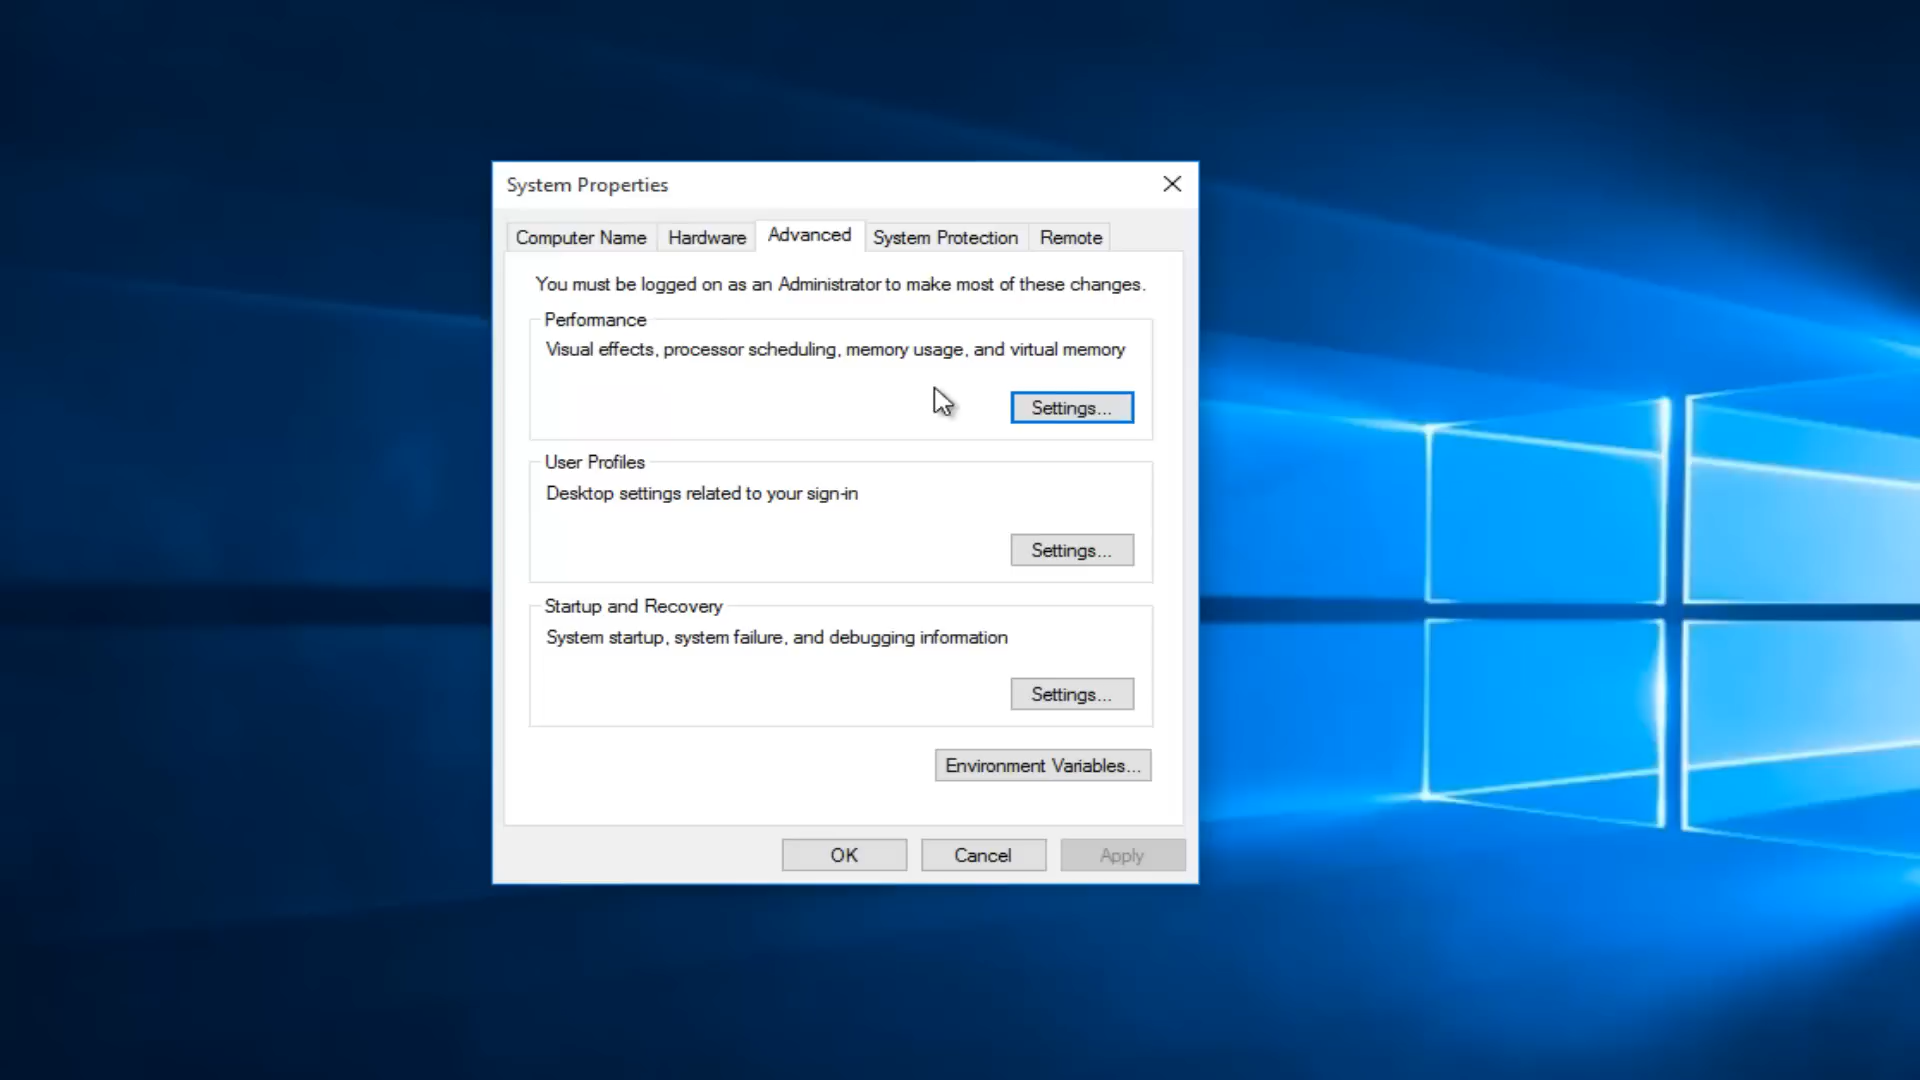 System Properties
Computer Name
Hardware
Advanced
System Protection
Remote
You must be logged on as an Administrator to make most of these changes.
Performance
Visual effects, processor scheduling, memory usage, and virtual memory
Settings...
User Profiles
Desktop settings related to your sign-in
Settings...
Startup and Recovery
System startup, system failure, and debugging information
Settings...
Environment Variables...
OK
Cancel
Apply